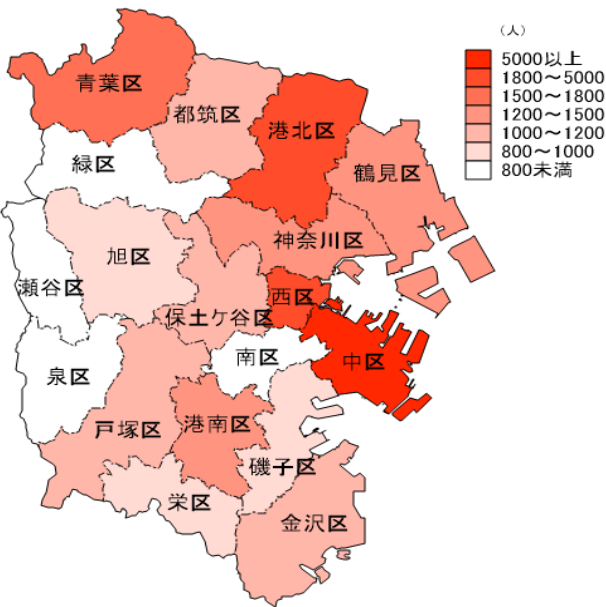 （人）
5000以上
1800～5000
1500～1800
1200～1500
1000～1200
800～1000
800未満
青葉区
都筑区
港北区
緑区
鶴見区
神奈川区
旭区
瀬谷区
西区
保土ケ谷区
南区
中区
泉区
戸塚区
港南区
磯子区
栄区
金沢区